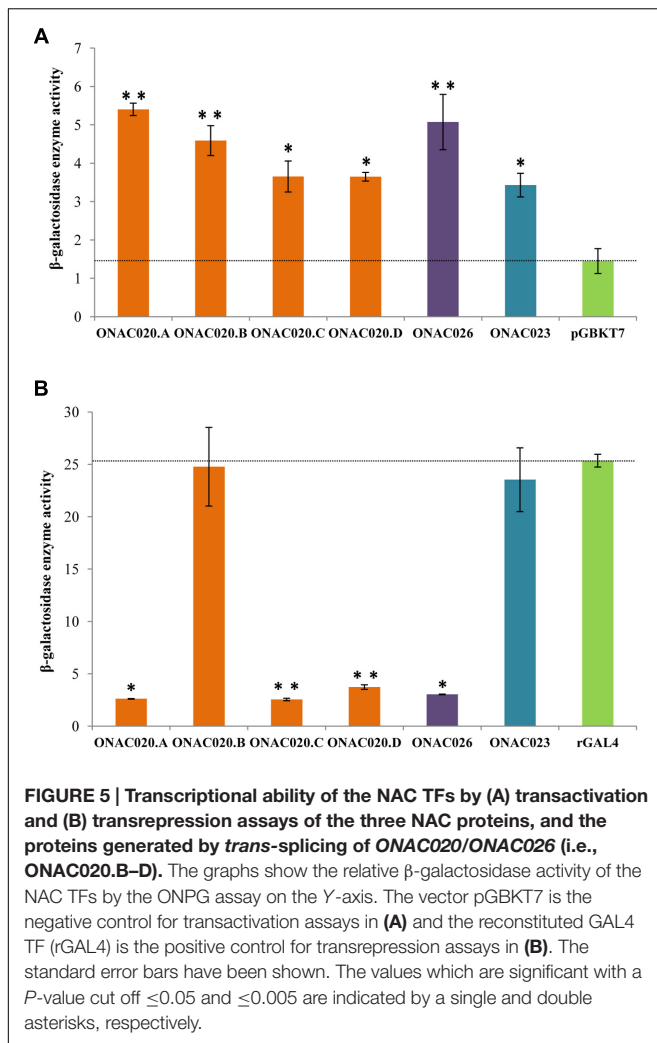 A
β-galactosidase enzyme activity
7
6
5
4
3
2
1
0
** ** * * ** *
ONAC020.A ONAC020.B ONAC020.C ONAC020.D ONAC026 ONAC023 pGBKT7
B
β-galactosidase enzyme activity
30
25
20
15
10
5
0
* ** ** *
ONAC020.A ONAC020.B ONAC020.C ONAC020.D ONAC026 ONAC023 rGAL4
FIGURE 5 | Transcriptional ability of the NAC TFs by (A) transactivation
and (B) transrepression assays of the three NAC proteins, and the
proteins generated by trans-splicing of ONAC020/ONAC026 (i.e.,
ONAC020.B–D). The graphs show the relative β-galactosidase activity of the
NAC TFs by the ONPG assay on the Y-axis. The vector pGBKT7 is the
negative control for transactivation assays in (A) and the reconstituted GAL4
TF (rGAL4) is the positive control for transrepression assays in (B). The
standard error bars have been shown. The values which are significant with a
P-value cut off ≤0.05 and ≤0.005 are indicated by a single and double
asterisks, respectively.